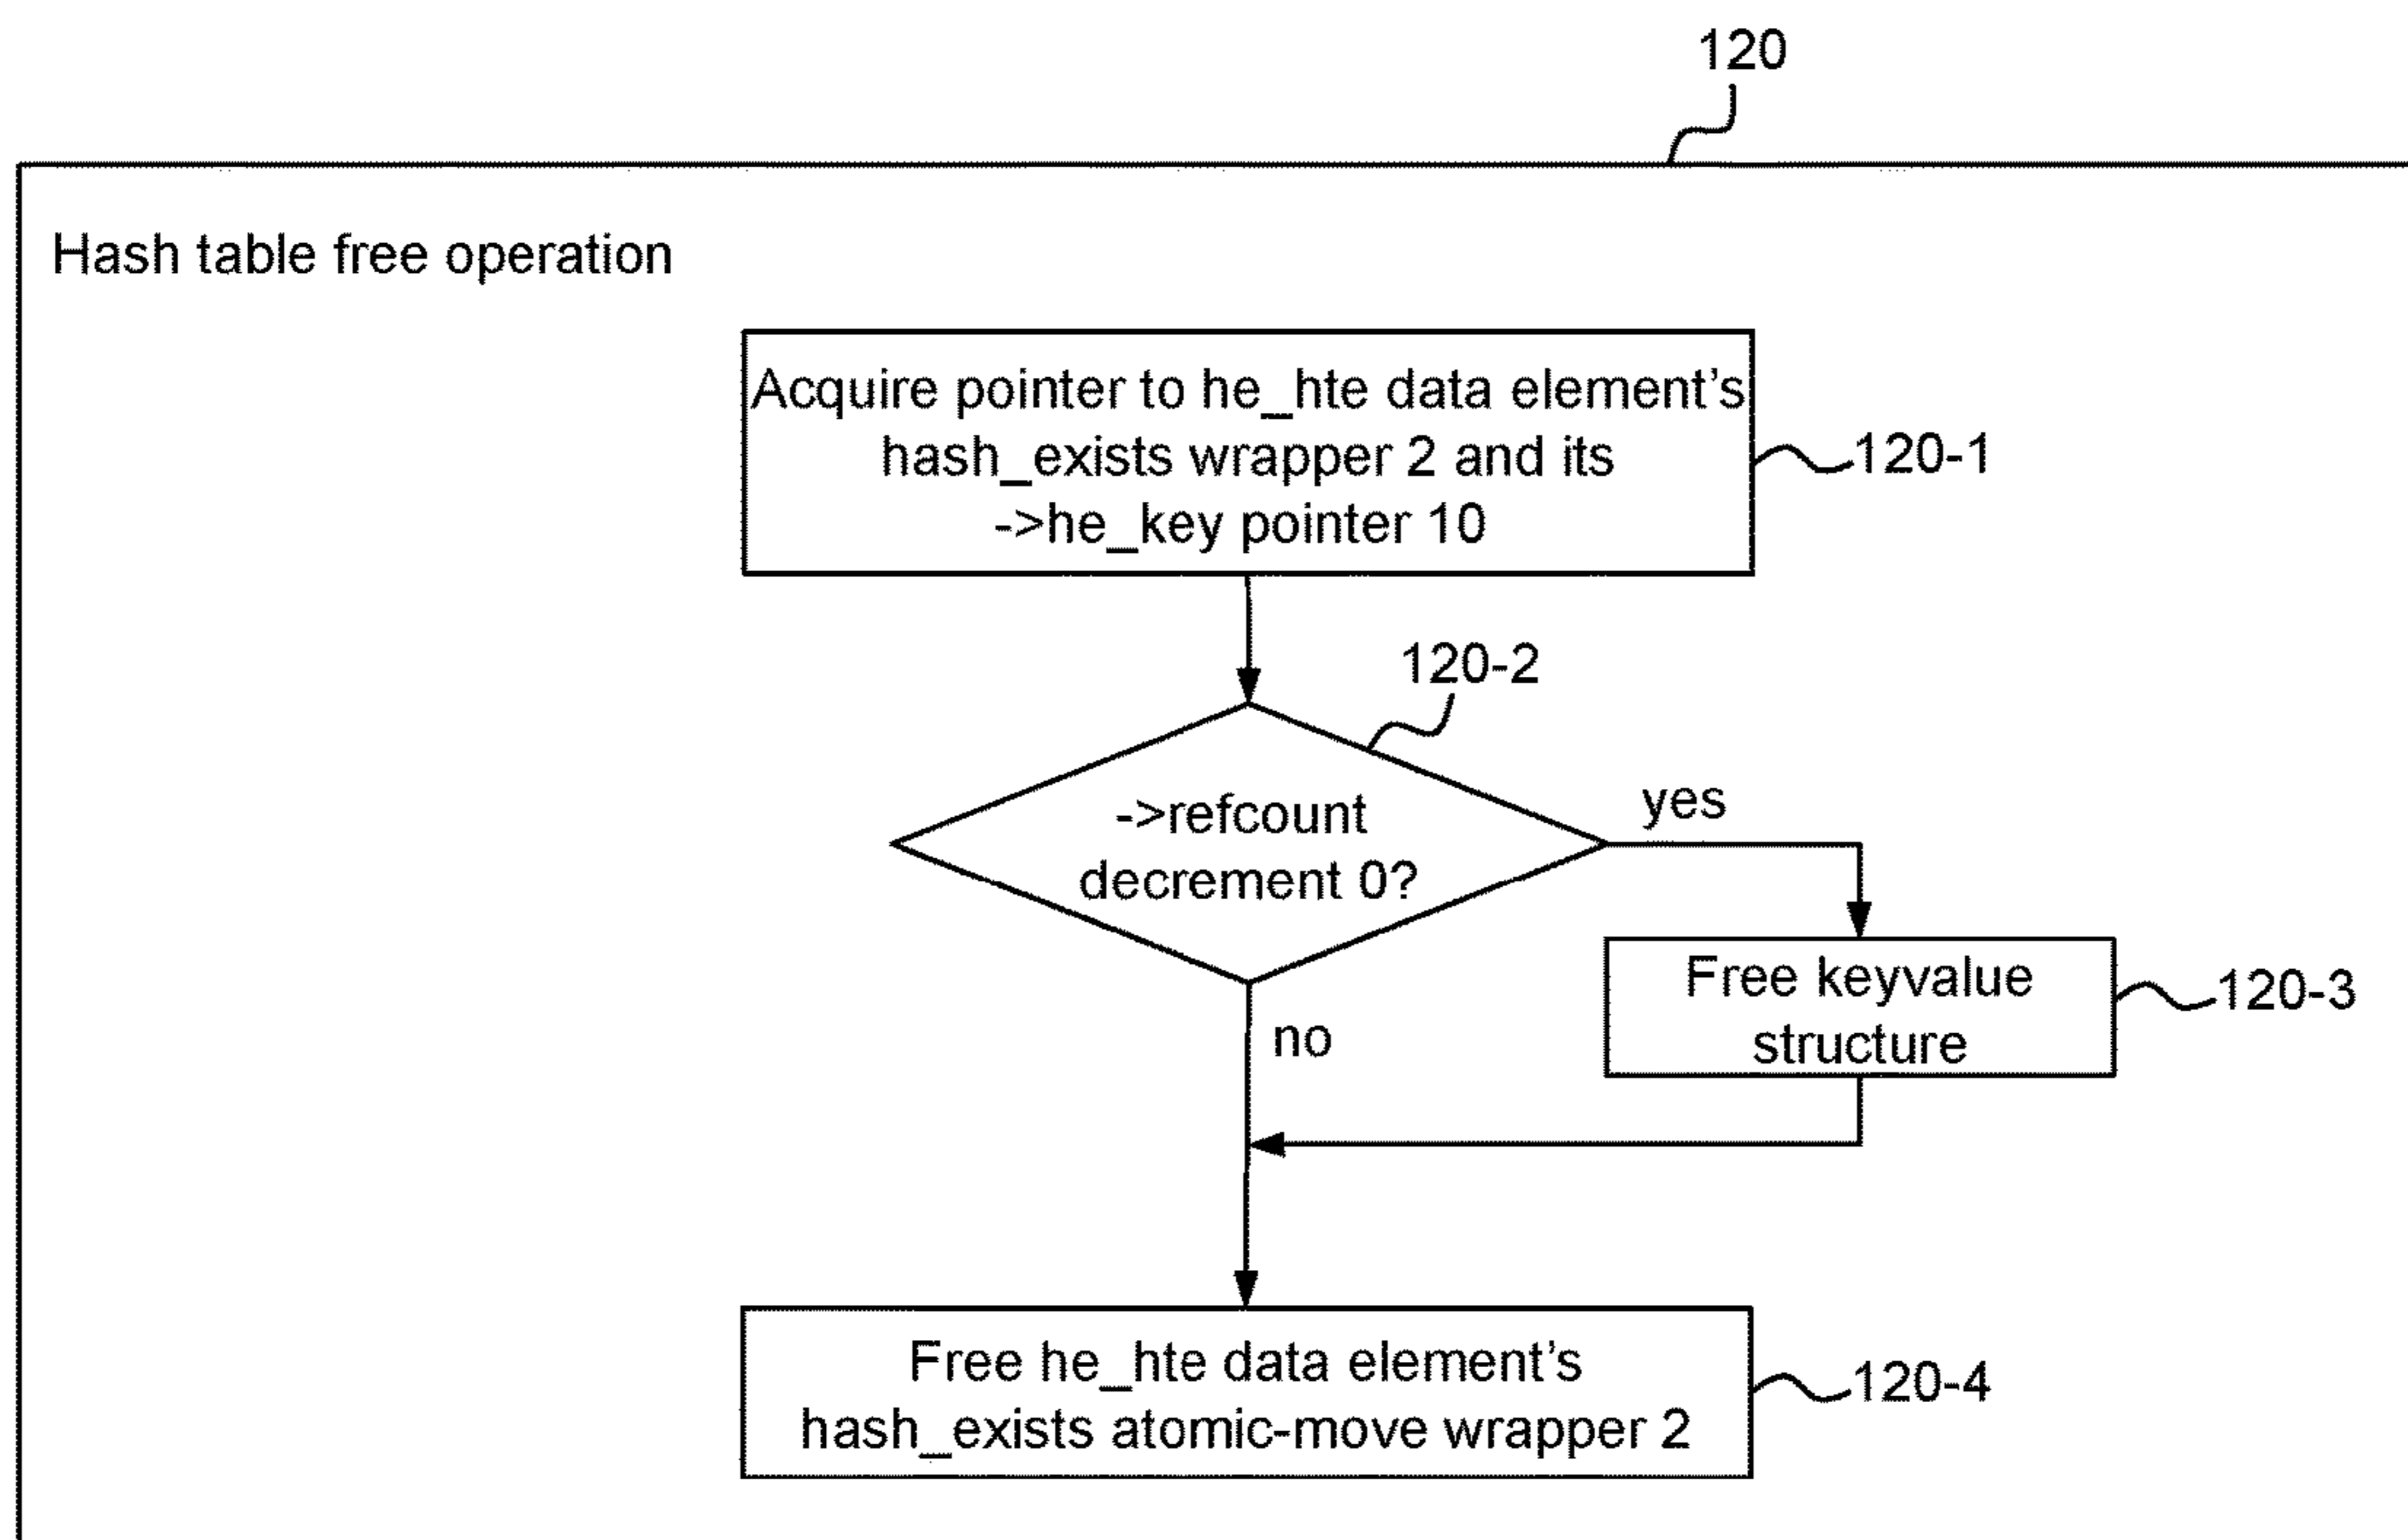 120
Hash table free operation
Acquire pointer to he_hte data element's
hash_exists wrapper 2 and its
->he_key pointer 10
120-1
120-2
->refcount
decrement 0?
yes
Free keyvalue
structure
120-3
no
Free he_hte data element's
hash_exists atomic-move wrapper 2
120-4